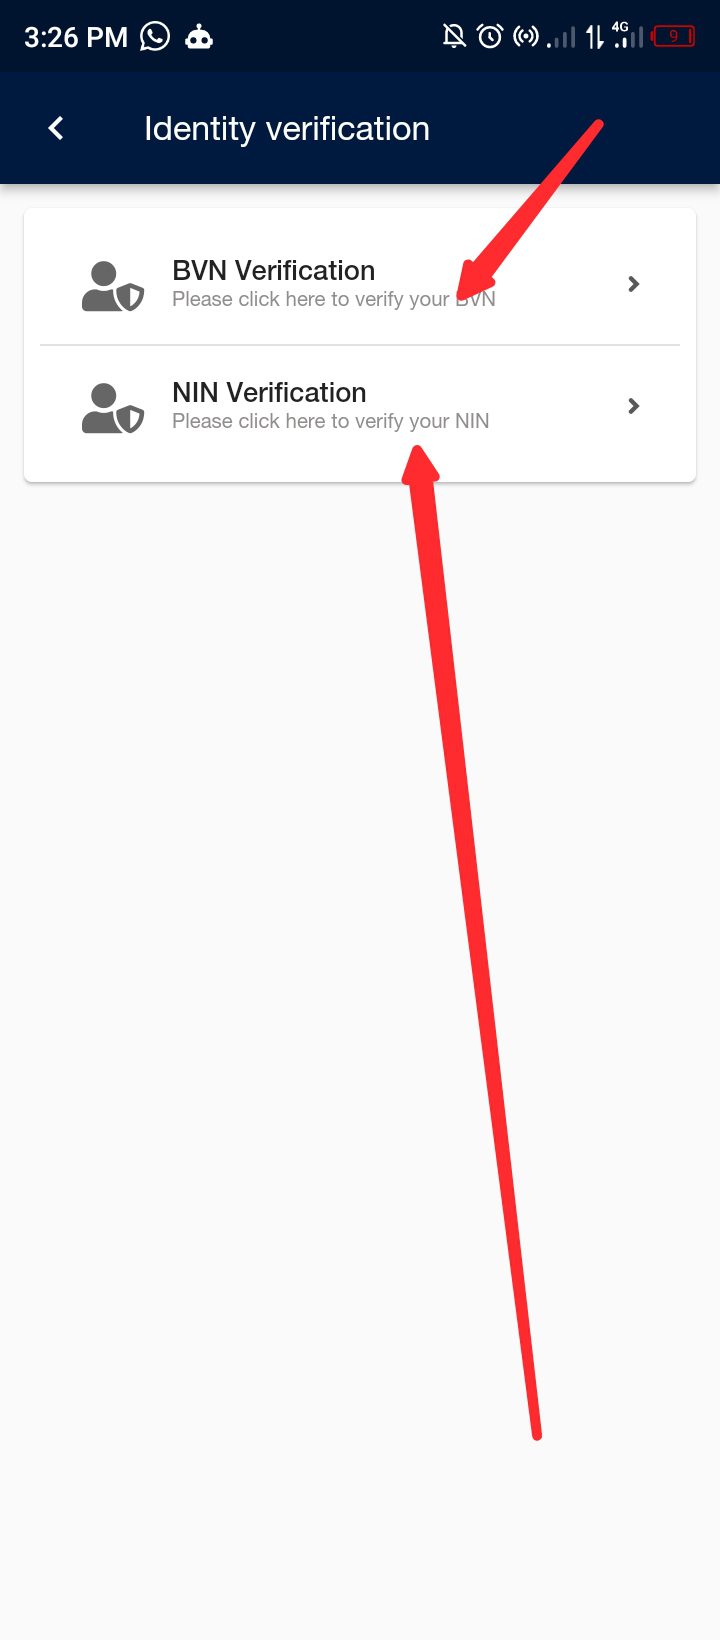 3:26 PM
4G
9
Identity verification
BVN Verification
Please click here to verify your BVN
NIN Verification
Please click here to verify your NIN